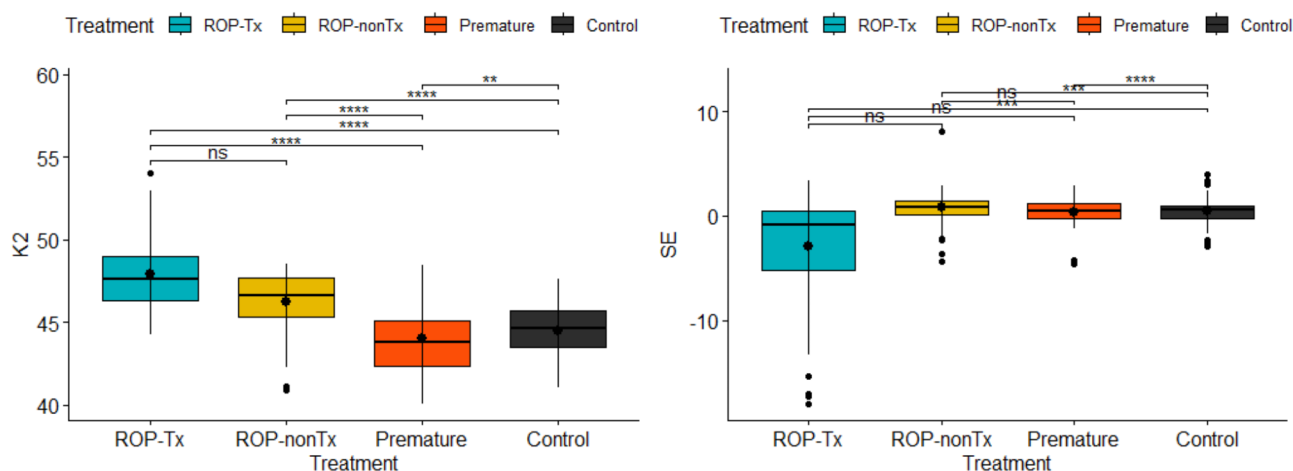 Treatment ROP-Tx ROP-nonTx Premature Control
60
55
50
45
40
K2
**
****
****
****
****
ns
ROP-Tx ROP-nonTx Premature Control
Treatment
Treatment ROP-Tx ROP-nonTx Premature Control
10
0
-10
SE
****
***
ns
***
ns
ns
ROP-Tx ROP-nonTx Premature Control
Treatment